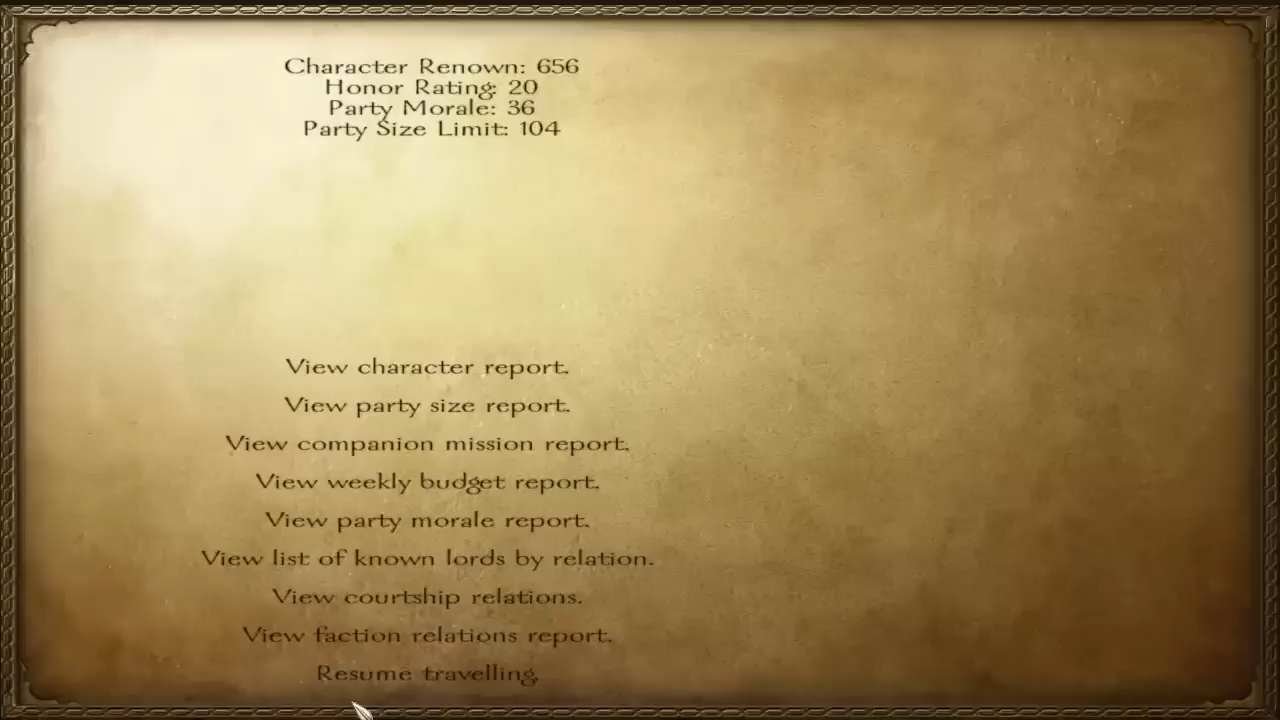 Character Renown: 656
Honor Rating: 20
Party Morale: 36
Party Size Limit: 104
View character report.
View party size report.
View companion mission report.
View weekly budget report.
View party morale report.
View list of known lords by relation.
View courtship relations.
View faction relations report.
Resume travelling.